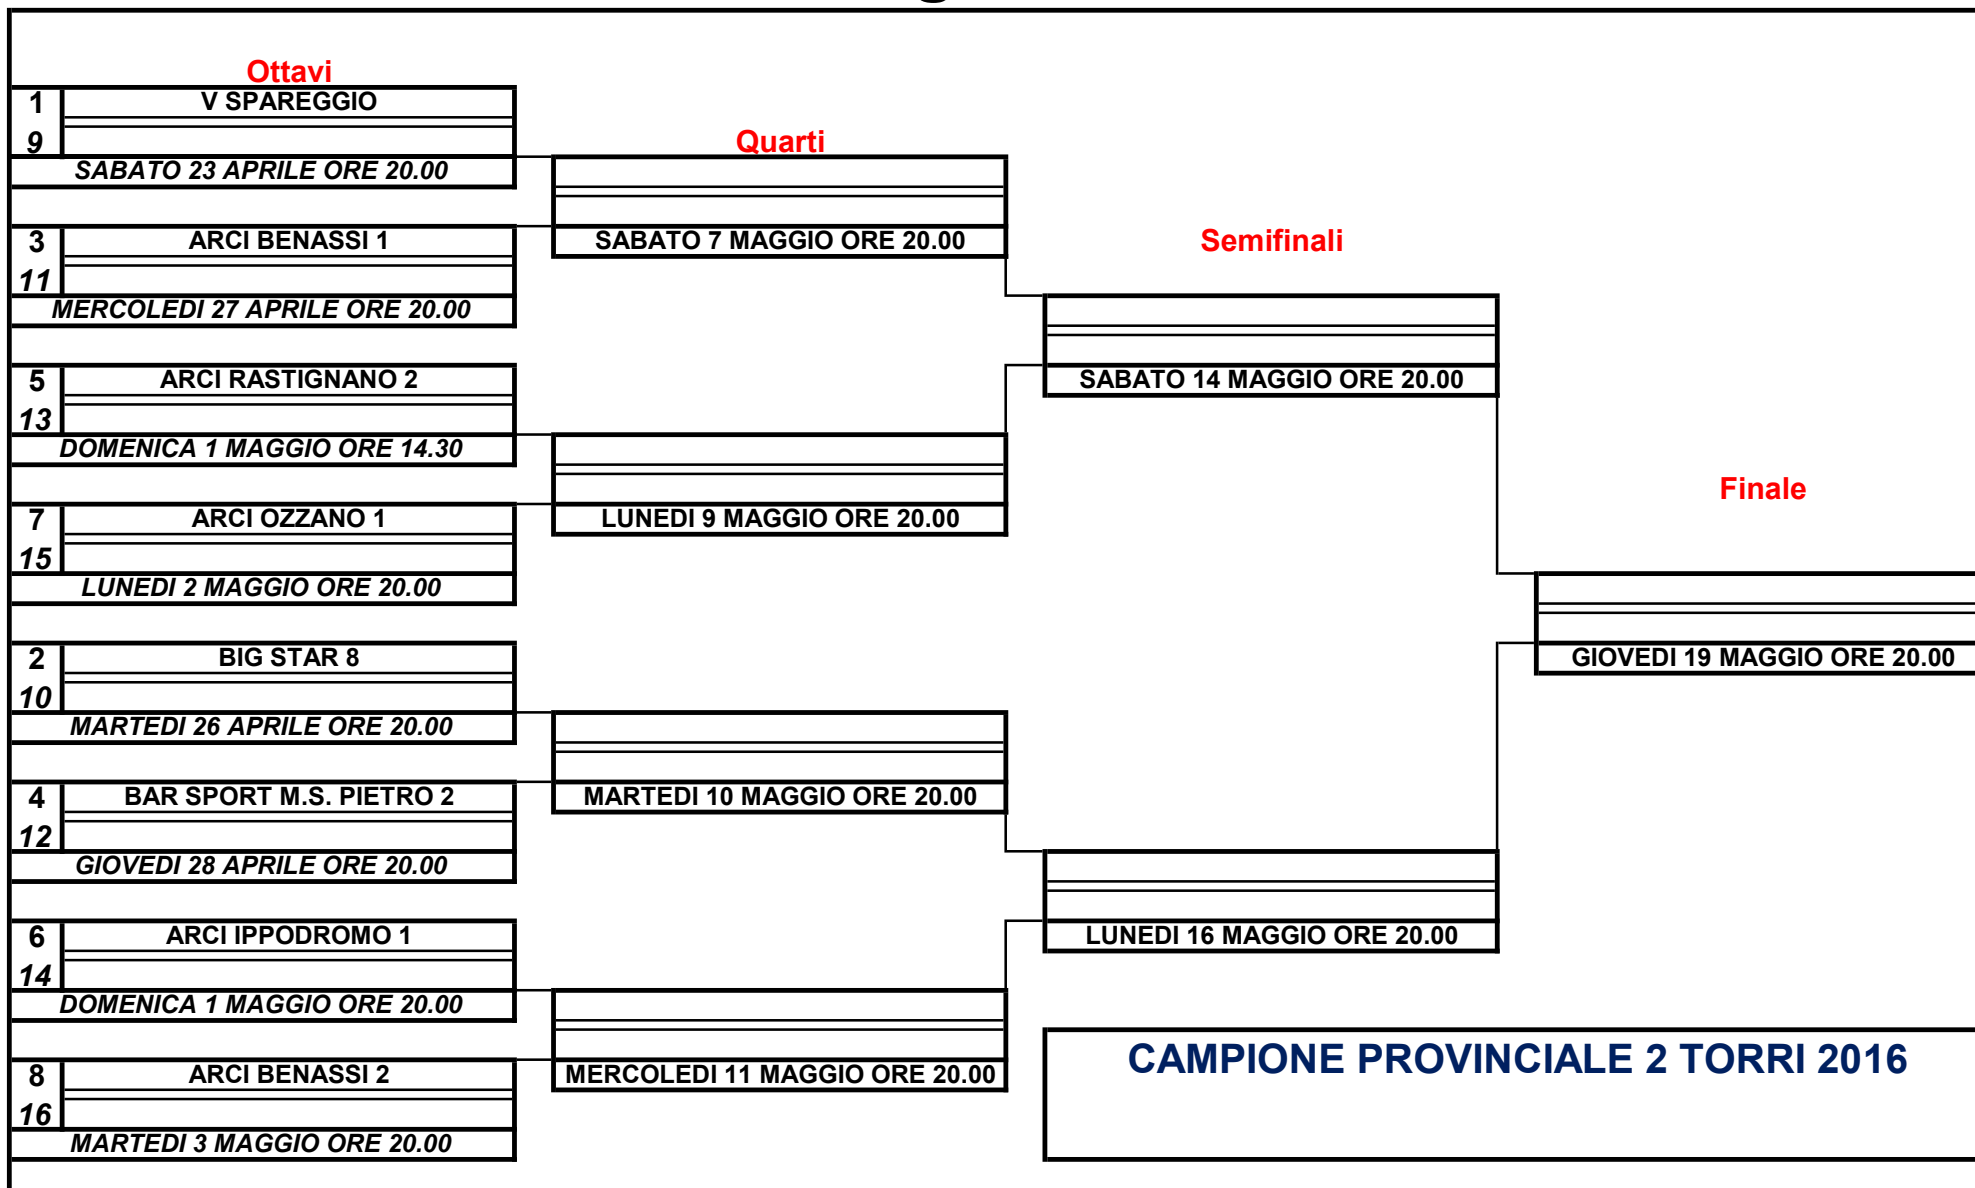 Ottavi
1 V SPAREGGIO
9
SABATO 23 APRILE ORE 20.00
Quarti
3 ARCI BENASSI 1
11
MERCOLEDI 27 APRILE ORE 20.00
SABATO 7 MAGGIO ORE 20.00
Semifinali
5 ARCI RASTIGNANO 2
13
DOMENICA 1 MAGGIO ORE 14.30
SABATO 14 MAGGIO ORE 20.00
7 ARCI OZZANO 1
15
LUNEDI 2 MAGGIO ORE 20.00
LUNEDI 9 MAGGIO ORE 20.00
Finale
2 BIG STAR 8
10
MARTEDI 26 APRILE ORE 20.00
GIOVEDI 19 MAGGIO ORE 20.00
4 BAR SPORT M.S. PIETRO 2
12
GIOVEDI 28 APRILE ORE 20.00
MARTEDI 10 MAGGIO ORE 20.00
6 ARCI IPPODROMO 1
14
DOMENICA 1 MAGGIO ORE 20.00
LUNEDI 16 MAGGIO ORE 20.00
8 ARCI BENASSI 2
16
MARTEDI 3 MAGGIO ORE 20.00
MERCOLEDI 11 MAGGIO ORE 20.00
CAMPIONE PROVINCIALE 2 TORRI 2016